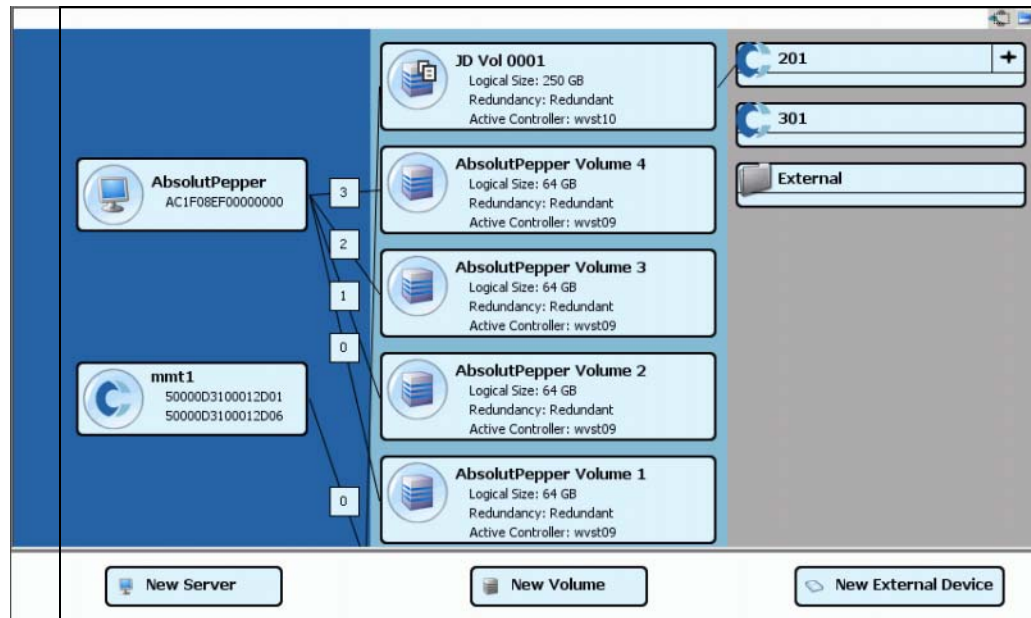 AbsolutPepper
AC1F08EF00000000
mmt1
50000D3100012D01
50000D3100012D06
3
2
1
0
0
JD Vol 0001
Logical Size: 250 GB
Redundancy: Redundant
Active Controller: wvst10
AbsolutPepper Volume 4
Logical Size: 64 GB
Redundancy: Redundant
Active Controller: wvst09
AbsolutPepper Volume 3
Logical Size: 64 GB
Redundancy: Redundant
Active Controller: wvst09
AbsolutPepper Volume 2
Logical Size: 64 GB
Redundancy: Redundant
Active Controller: wvst09
AbsolutPepper Volume 1
Logical Size: 64 GB
Redundancy: Redundant
Active Controller: wvst09
201
301
External
New Server
New Volume
New External Device